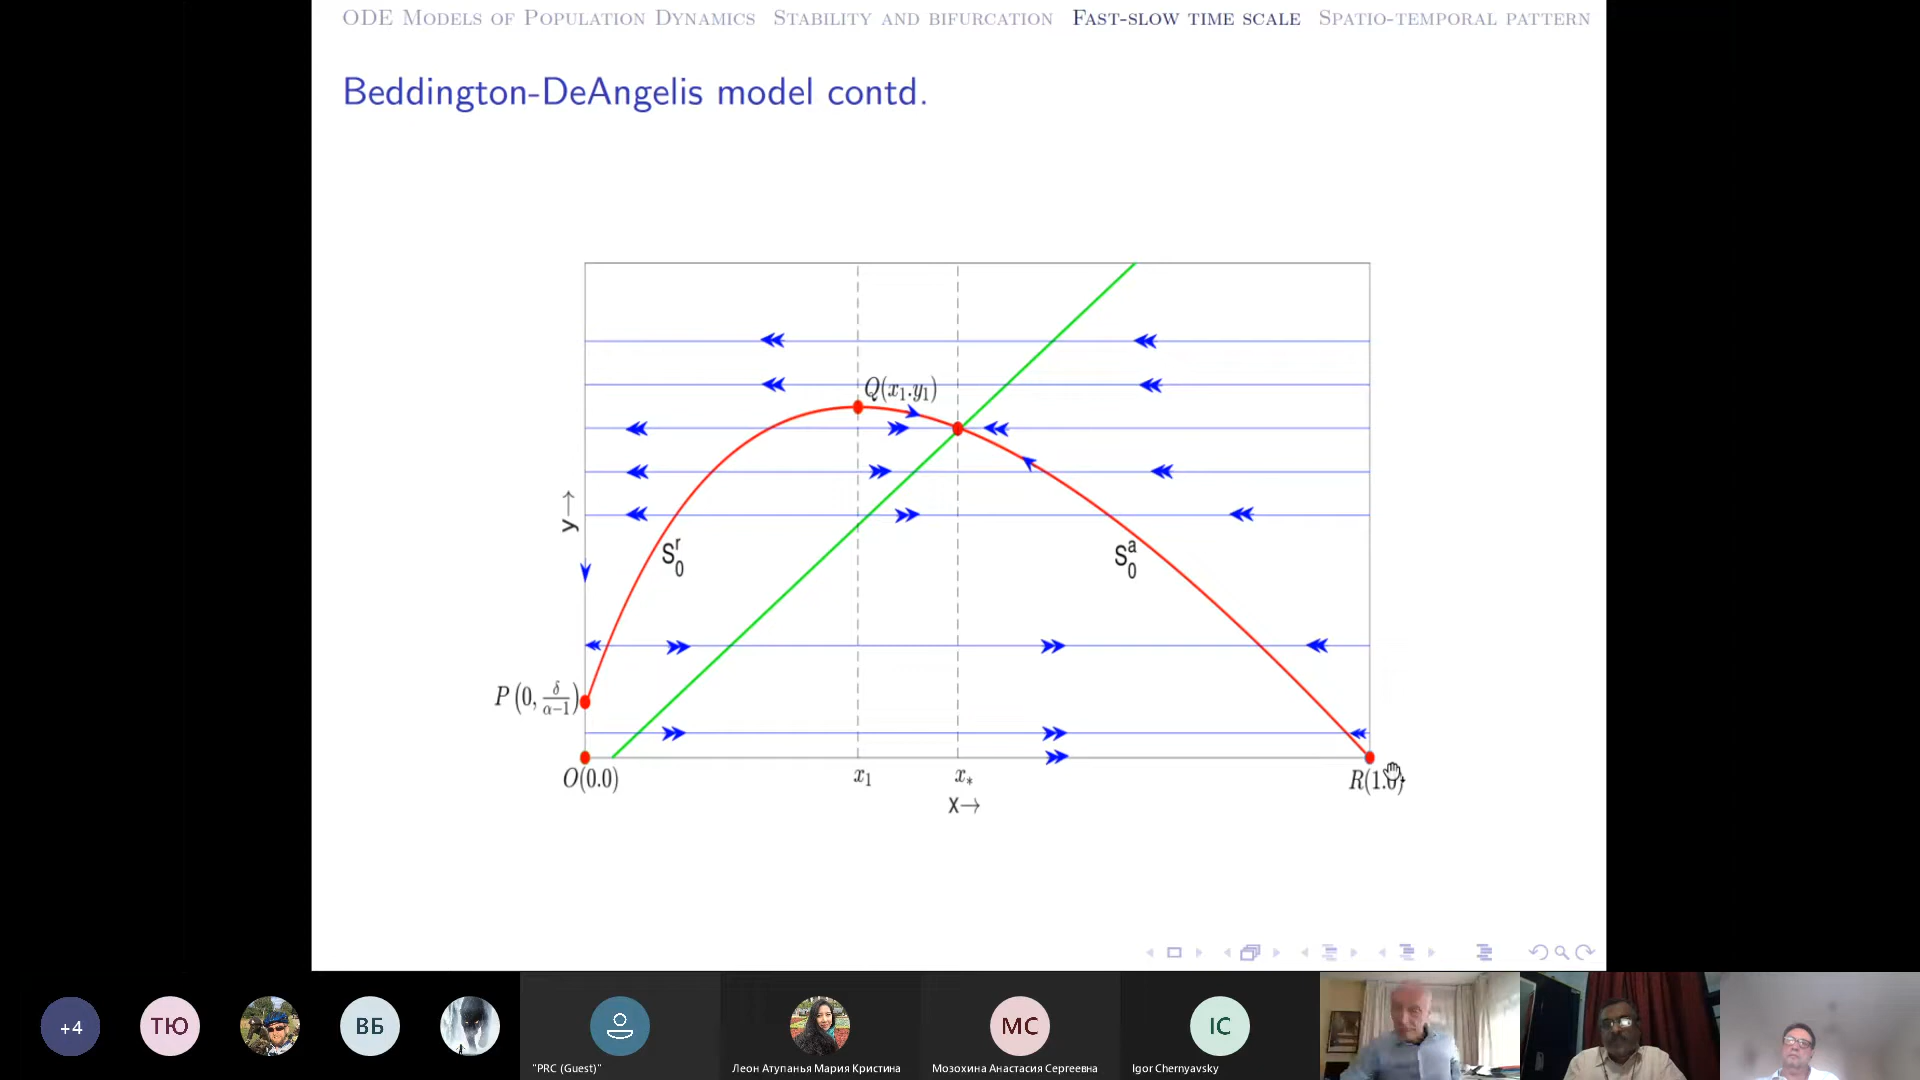 ODE Models of Population Dynamics Stability and bifurcation Fast-slow time scale Spatio-temporal pattern
Beddington-DeAngelis model contd.
Q(x₁.y₁)
y→
S₀ʳ
S₀ᵃ
P(0, δ/(α−1))
O(0.0)
x₁
x*
R(1.0)
x→
+4
ТЮ
ВБ
МС
IC
"PRC (Guest)"
Леон Атупанья Мария Кристина
Мозохина Анастасия Сергеевна
Igor Chernyavsky